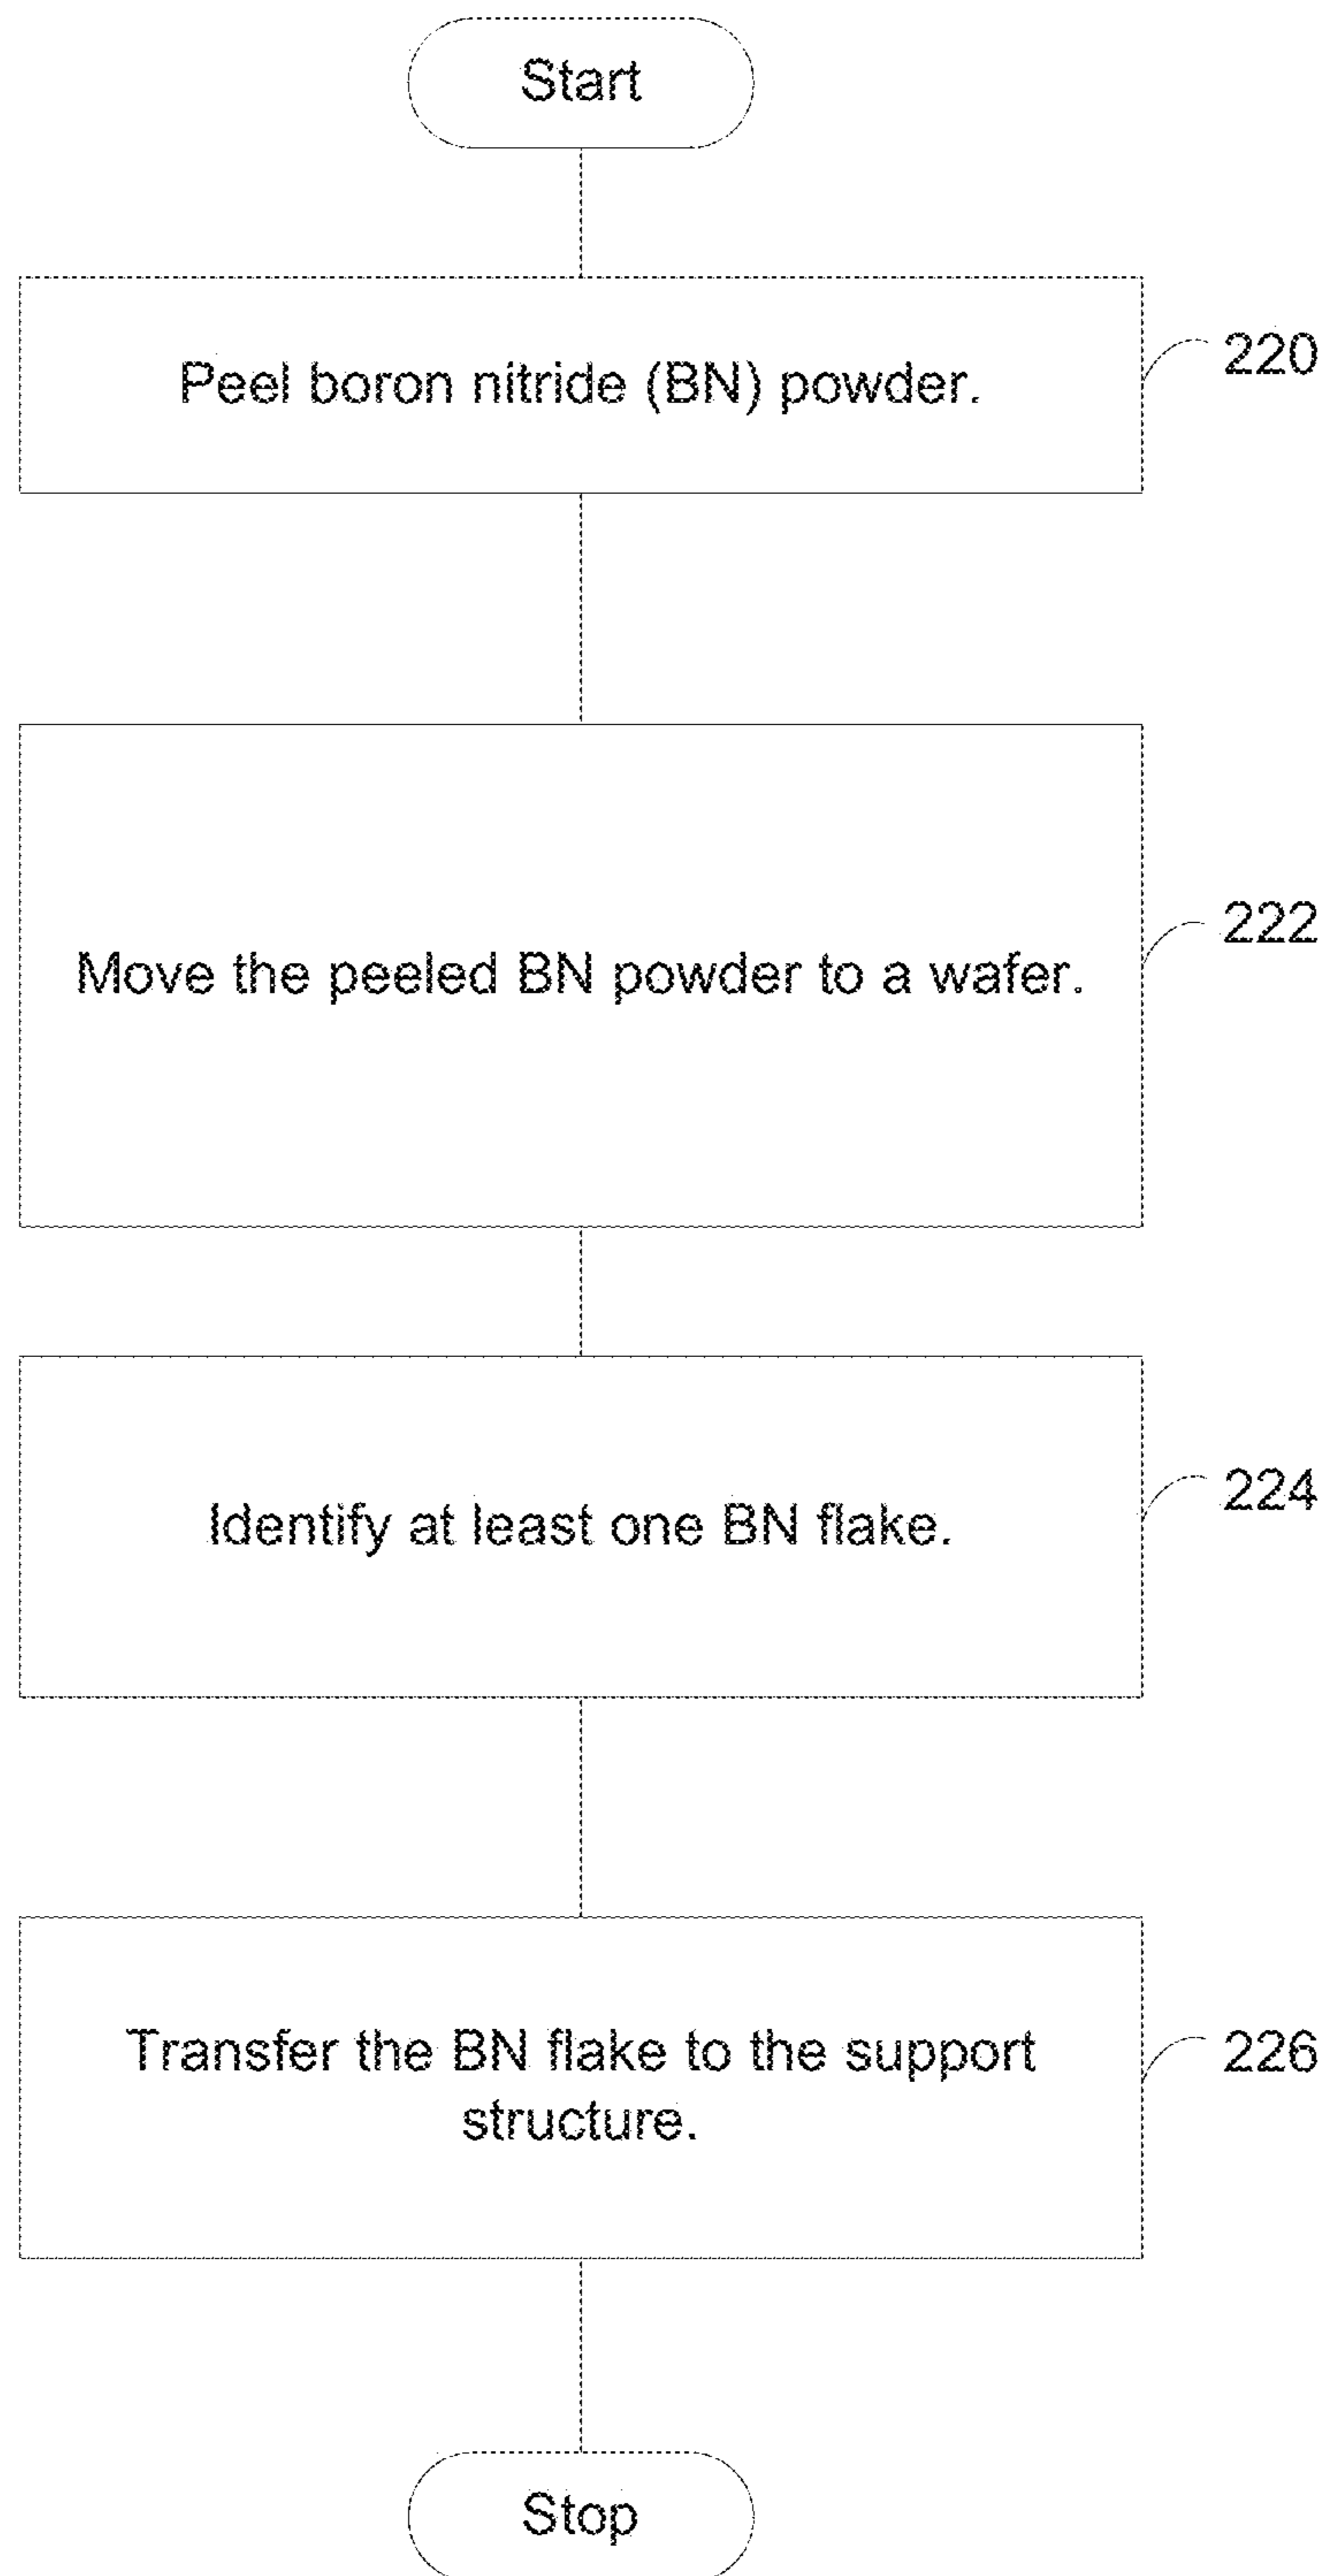 Start
Peel boron nitride (BN) powder.
220
Move the peeled BN powder to a wafer.
222
Identify at least one BN flake.
224
Transfer the BN flake to the support
structure.
226
Stop